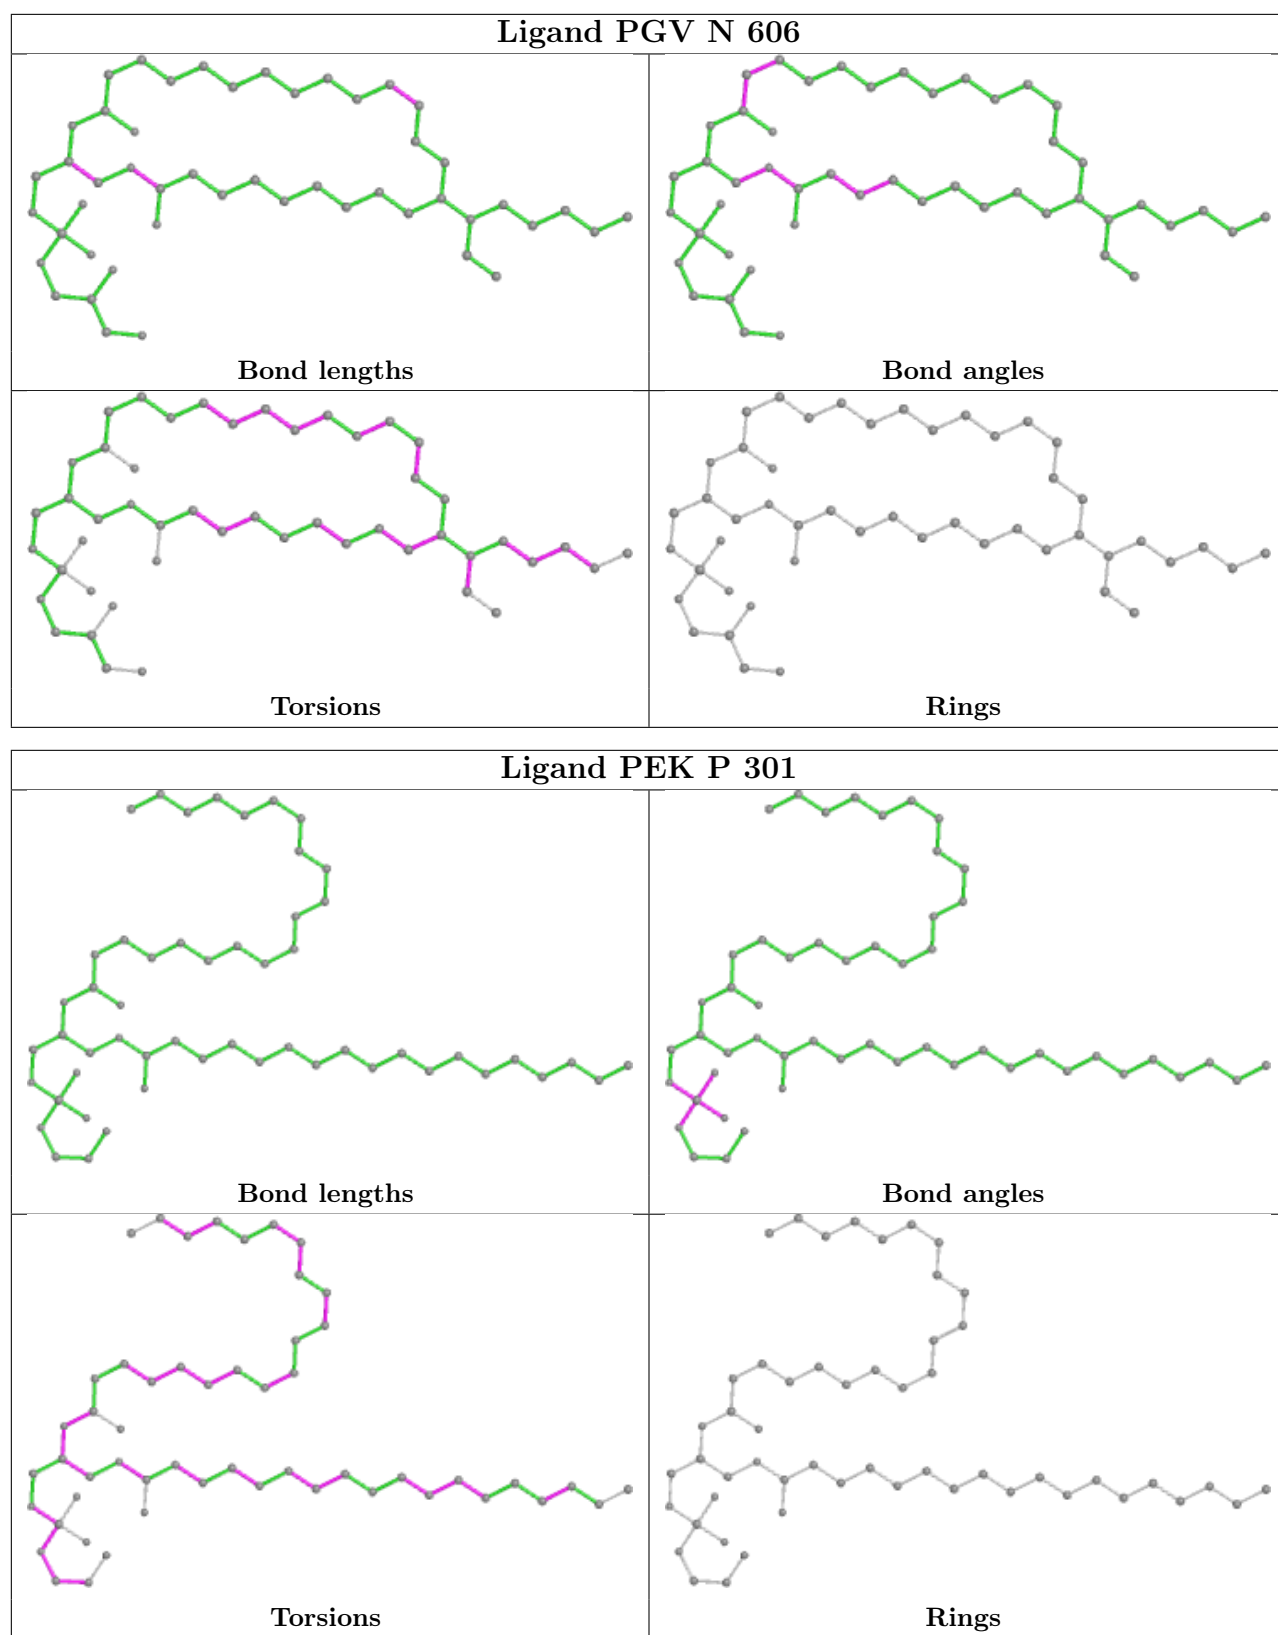 Ligand PGV N 606
Bond lengths
Bond angles
Torsions
Rings
Ligand PEK P 301
Bond lengths
Bond angles
Torsions
Rings